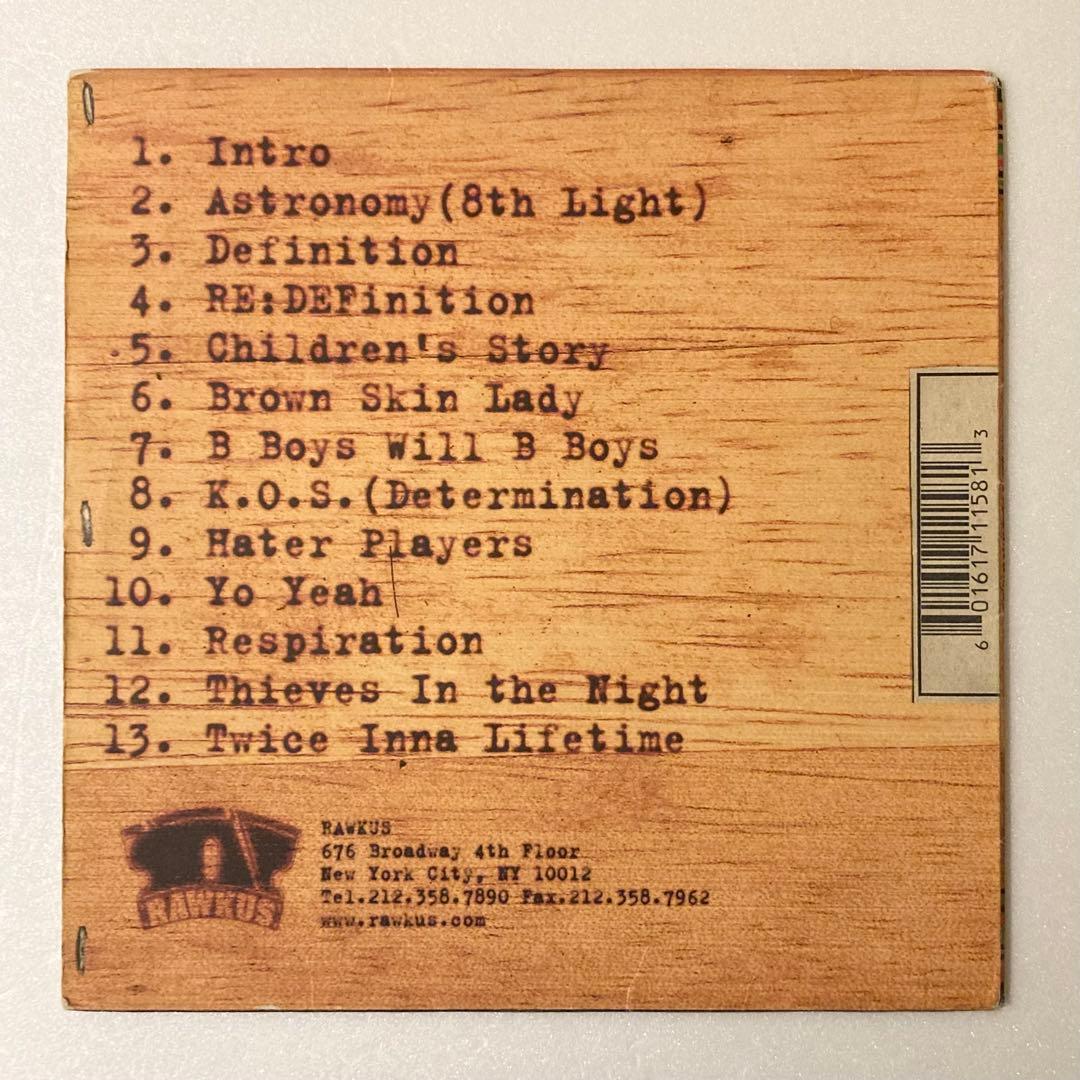 1. Intro
2. Astronomy(8th Light)
3. Definition
4. RE:DEFinition
5. Children's Story
6. Brown Skin Lady
7. B Boys Will B Boys
8. K.O.S.(Determination)
9. Hater Players
10. Yo Yeah
11. Respiration
12. Thieves In the Night
13. Twice Inna Lifetime
6 01617 11581 3
RAWKUS
RAWKUS
676 Broadway 4th Floor
New York City, NY 10012
Tel.212.358.7890 Fax.212.358.7962
www.rawkus.com